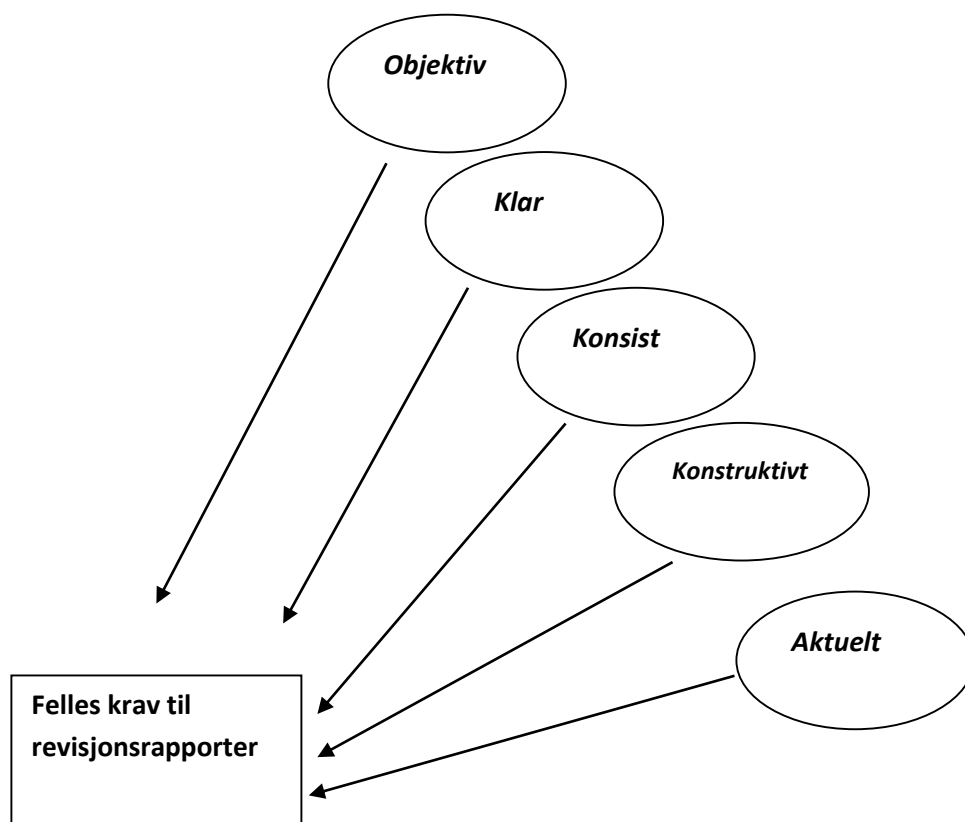 Objektiv
Klar
Konsist
Konstruktivt
Aktuelt
Felles krav til
revisjonsrapporter